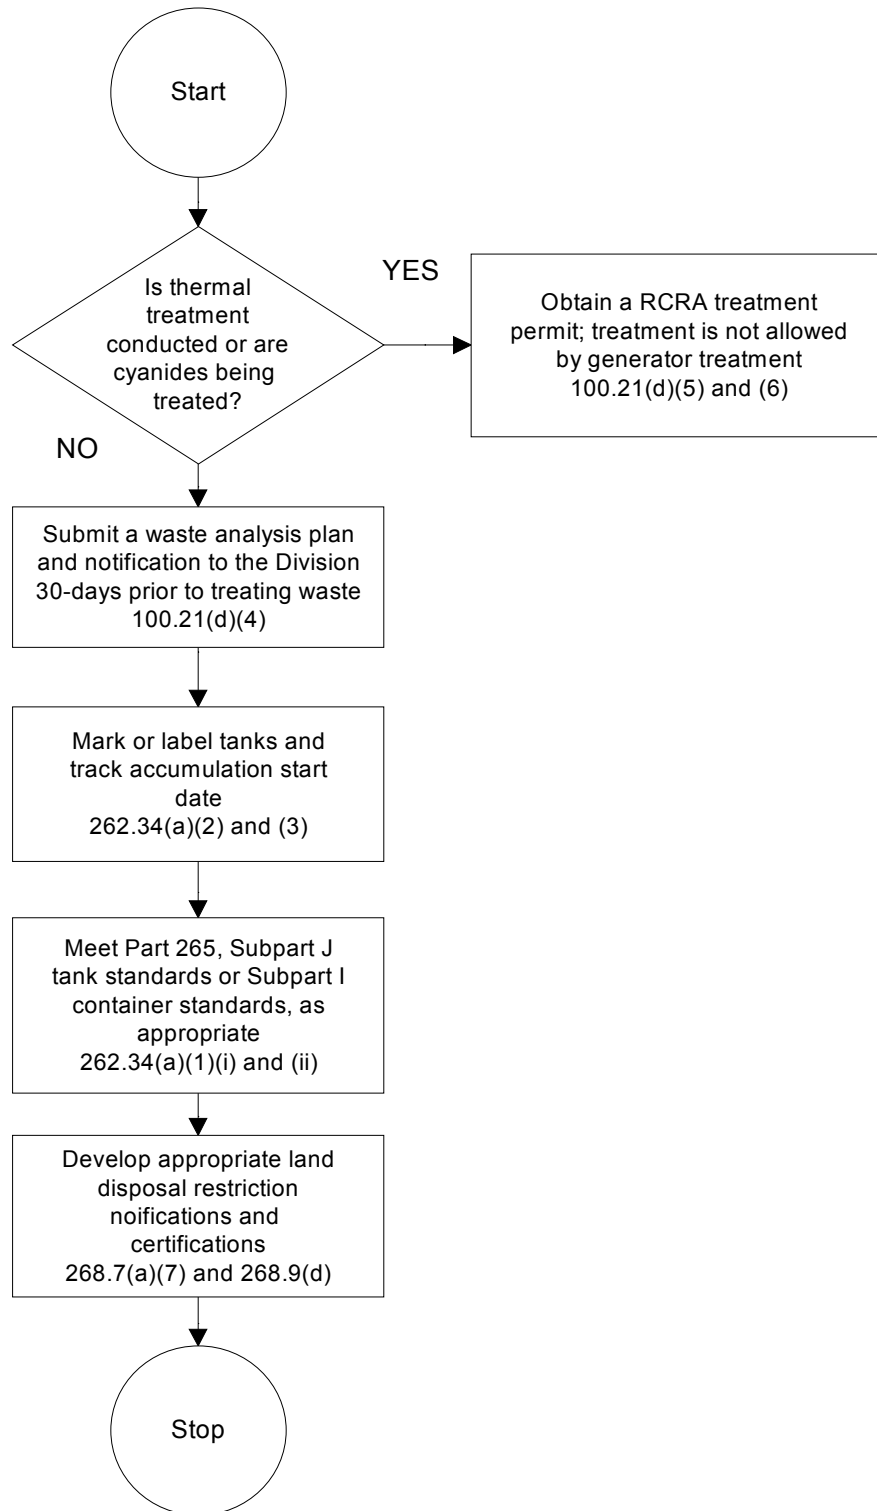 Start
Is thermal
treatment
conducted or are
cyanides being
treated?
YES
Obtain a RCRA treatment
permit; treatment is not allowed
by generator treatment
100.21(d)(5) and (6)
NO
Submit a waste analysis plan
and notification to the Division
30-days prior to treating waste
100.21(d)(4)
Mark or label tanks and
track accumulation start
date
262.34(a)(2) and (3)
Meet Part 265, Subpart J
tank standards or Subpart I
container standards, as
appropriate
262.34(a)(1)(i) and (ii)
Develop appropriate land
disposal restriction
noifications and
certifications
268.7(a)(7) and 268.9(d)
Stop